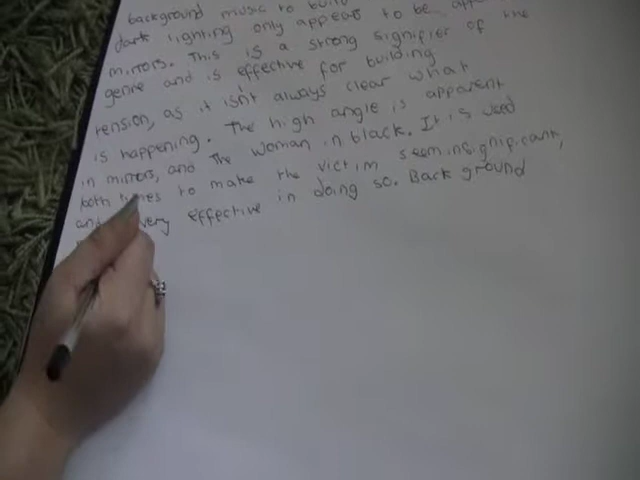 background music to build
dark lighting only appears to be
mirrors. This is a strong signifier of the
genre and is effective for building
tension, as it isn't always clear what
is happening. The high angle is apparent
in mirrors, and The woman in black. It is used
both times to make the victim seem insignificant,
and very effective in doing so. Back ground